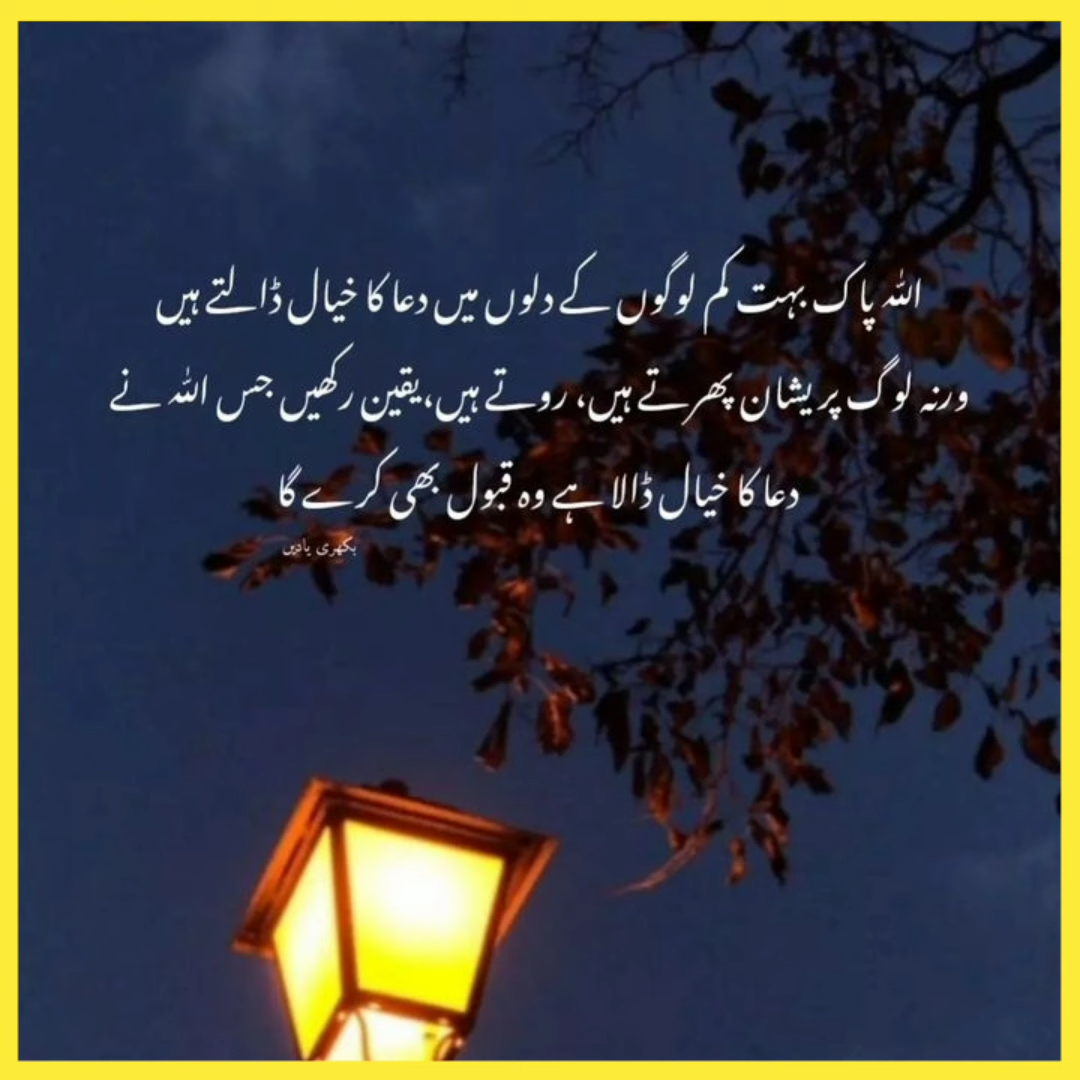 اللہ پاک بہت کم لوگوں کے دلوں میں دعا کا خیال ڈالتے ہیں
ورنہ لوگ پریشان پھرتے ہیں، روتے ہیں،یقین رکھیں جس اللہ نے
دعا کا خیال ڈالا ہے وہ قبول بھی کرے گا
بکھری یادیں